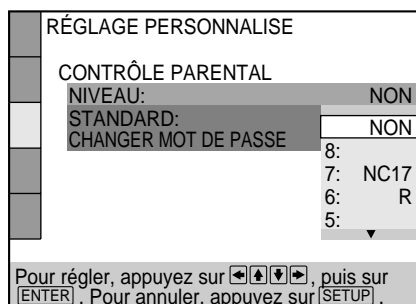 RÉGLAGE PERSONNALISE
CONTRÔLE PARENTAL
NIVEAU: NON
STANDARD:
NON
CHANGER MOT DE PASSE
8:
7: NC17
6: R
5:
Pour régler, appuyez sur , puis sur
ENTER . Pour annuler, appuyez sur SETUP .